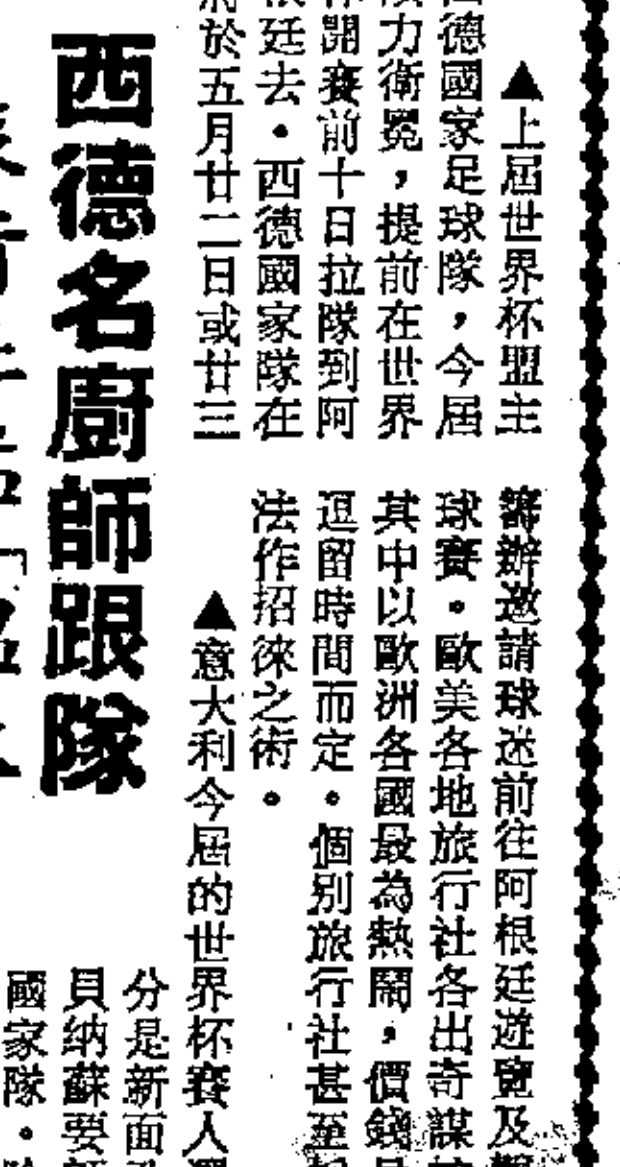 ▲上屆世界杯盟主
德國家足球隊，今屆
力衛冕，提前在世界
開賽前十日拉隊到阿
廷去。西德國家隊在
於五月廿二日或廿三
西德名廚師跟隊
籌辦邀請球迷前往阿根廷遊覽及
球賽。歐美各地旅行社各出奇謀
其中以歐洲各國最為熱鬧，價錢
逗留時間而定。個別旅行社甚至
法作招徠之術。
▲意大利今屆的世界杯賽人
分是新面
貝納蘇要
國家隊。